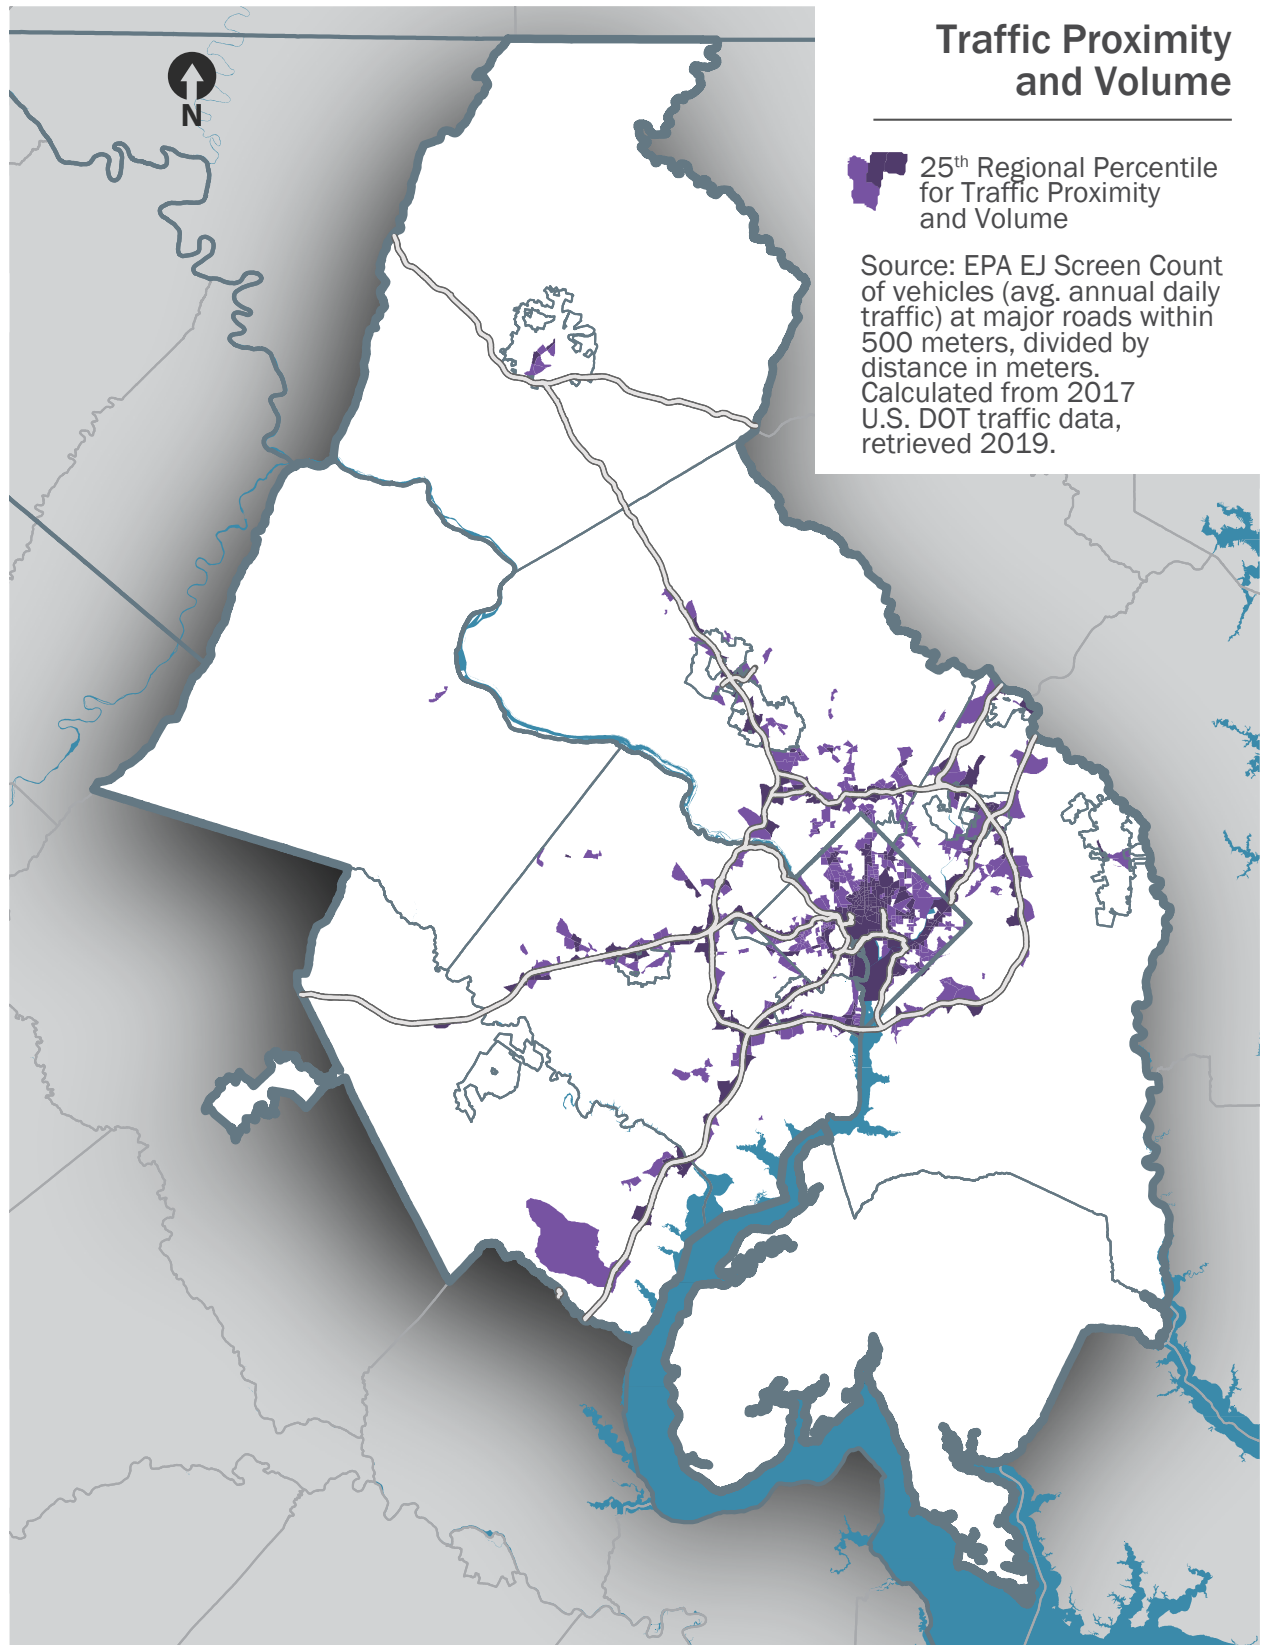 Traffic Proximity
and Volume
N
25th Regional Percentile
for Traffic Proximity
and Volume
Source: EPA EJ Screen Count
of vehicles (avg. annual daily
traffic) at major roads within
500 meters, divided by
distance in meters.
Calculated from 2017
U.S. DOT traffic data,
retrieved 2019.